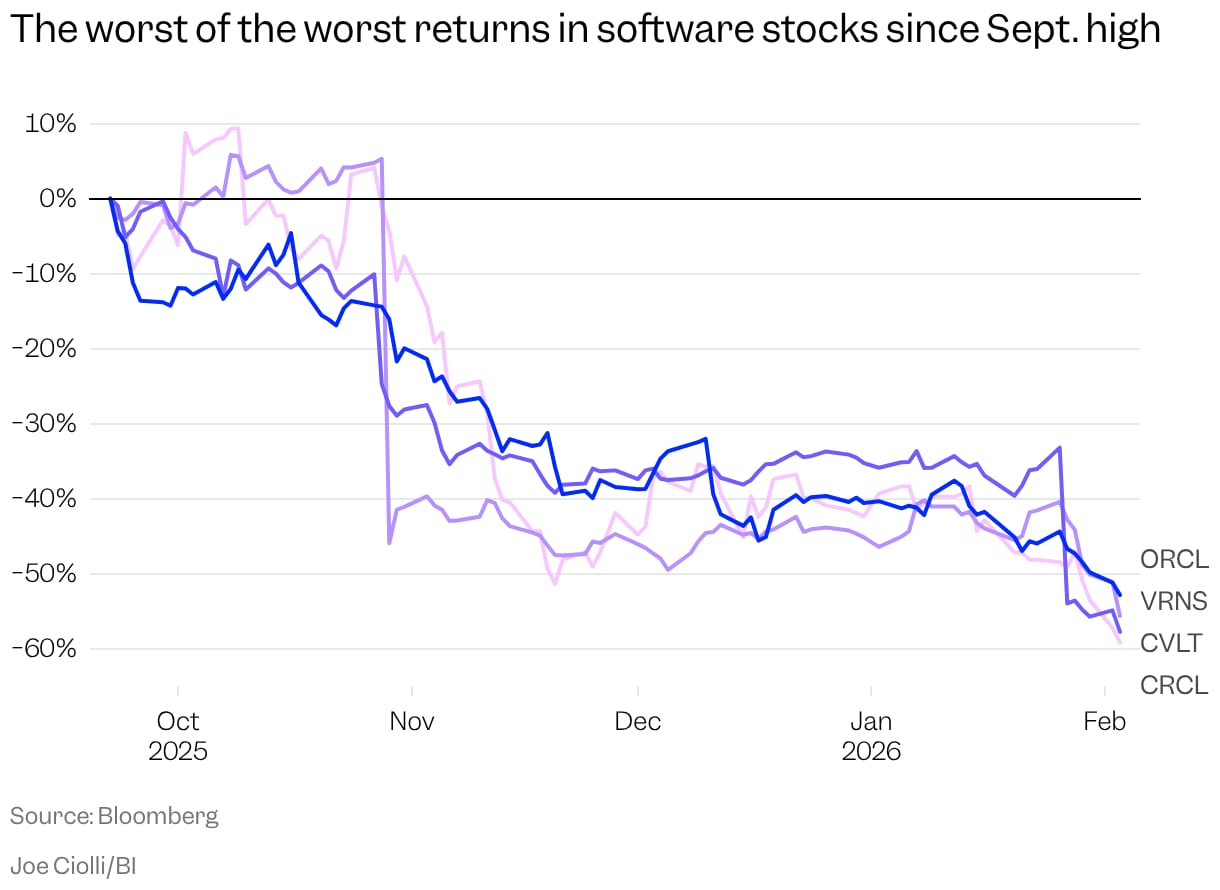 The worst of the worst returns in software stocks since Sept. high
10%
0%
−10%
−20%
−30%
−40%
−50%
−60%
ORCL
VRNS
CVLT
CRCL
Oct
2025
Nov
Dec
Jan
2026
Feb
Source: Bloomberg
Joe Ciolli/BI